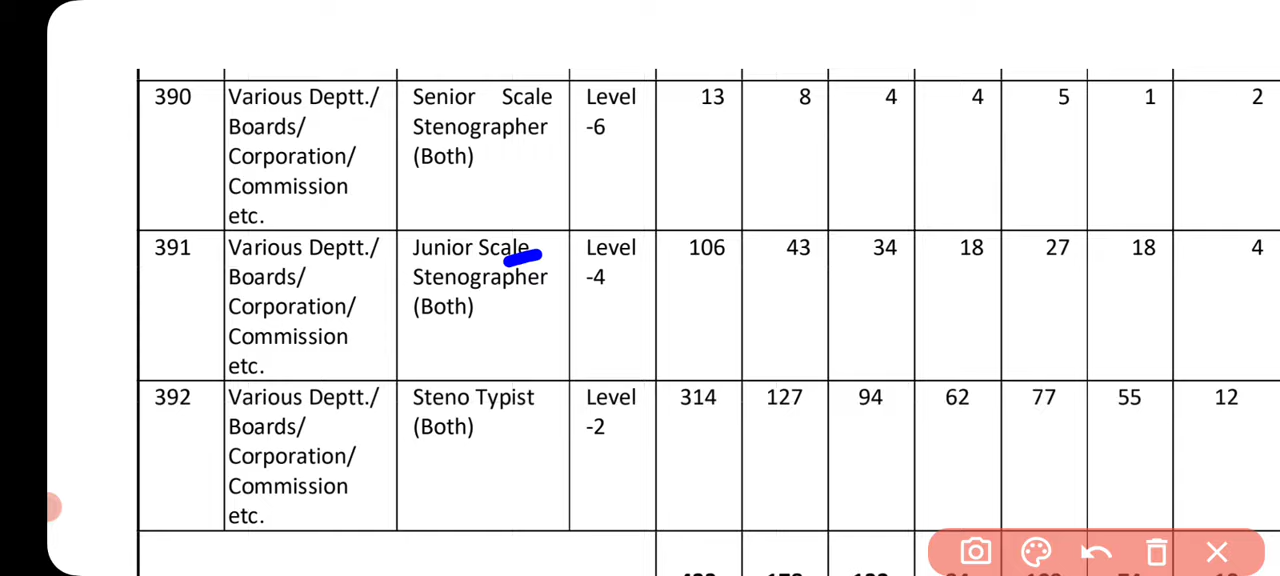 390 Various Deptt./ Senior Scale Level 13 8 4 4 5 1 2
Boards/ Stenographer -6
Corporation/ (Both)
Commission
etc.
391 Various Deptt./ Junior Scale Level 106 43 34 18 27 18 4
Boards/ Stenographer -4
Corporation/ (Both)
Commission
etc.
392 Various Deptt./ Steno Typist Level 314 127 94 62 77 55 12
Boards/ (Both) -2
Corporation/
Commission
etc.